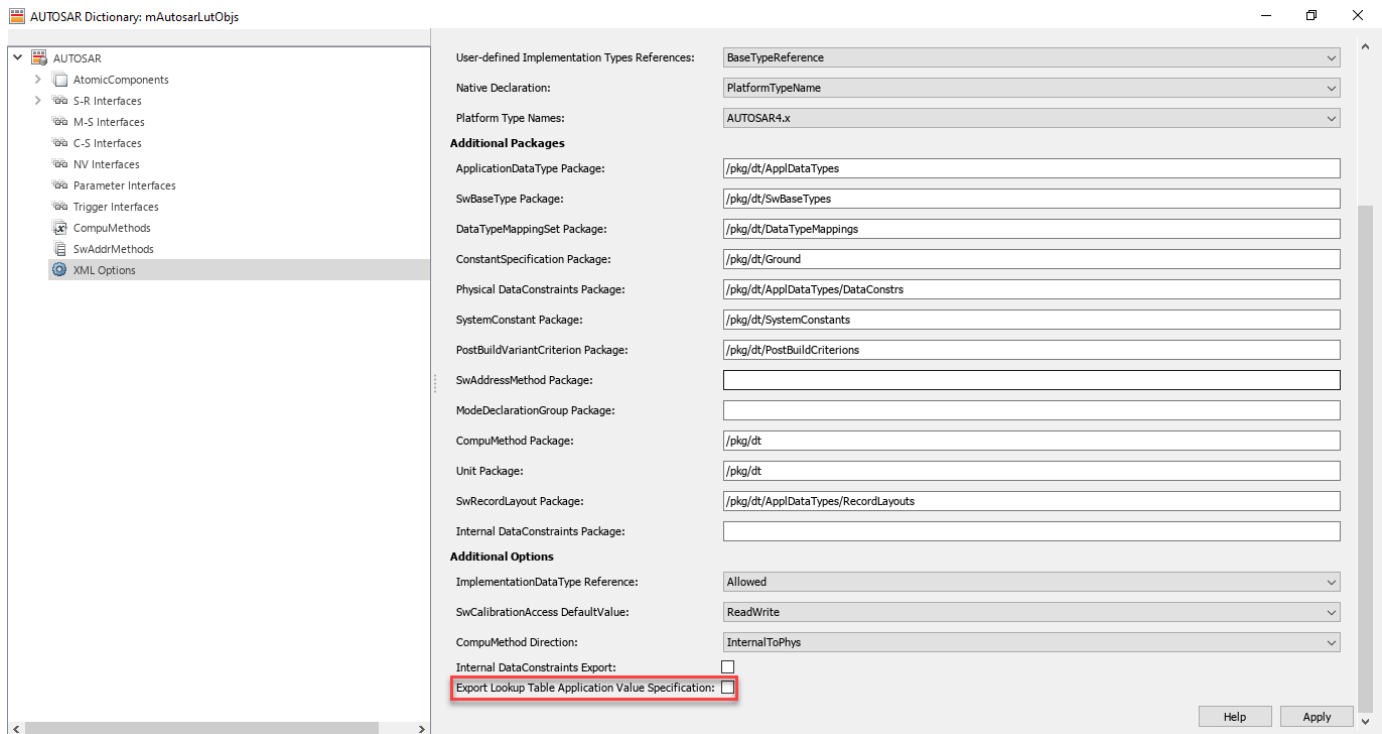 AUTOSAR Dictionary: mAutosarLutObjs
AUTOSAR
AtomicComponents
S-R Interfaces
M-S Interfaces
C-S Interfaces
NV Interfaces
Parameter Interfaces
Trigger Interfaces
CompuMethods
SwAddrMethods
XML Options
User-defined Implementation Types References: BaseTypeReference
Native Declaration: PlatformTypeName
Platform Type Names: AUTOSAR4.x
Additional Packages
ApplicationDataType Package: /pkg/dt/ApplDataTypes
SwBaseType Package: /pkg/dt/SwBaseTypes
DataTypeMappingSet Package: /pkg/dt/DataTypeMappings
ConstantSpecification Package: /pkg/dt/Ground
Physical DataConstraints Package: /pkg/dt/ApplDataTypes/DataConstrs
SystemConstant Package: /pkg/dt/SystemConstants
PostBuildVariantCriterion Package: /pkg/dt/PostBuildCriterions
SwAddressMethod Package:
ModeDeclarationGroup Package:
CompuMethod Package: /pkg/dt
Unit Package: /pkg/dt
SwRecordLayout Package: /pkg/dt/ApplDataTypes/RecordLayouts
Internal DataConstraints Package:
Additional Options
ImplementationDataType Reference: Allowed
SwCalibrationAccess DefaultValue: ReadWrite
CompuMethod Direction: InternalToPhys
Internal DataConstraints Export:
Export Lookup Table Application Value Specification:
Help Apply